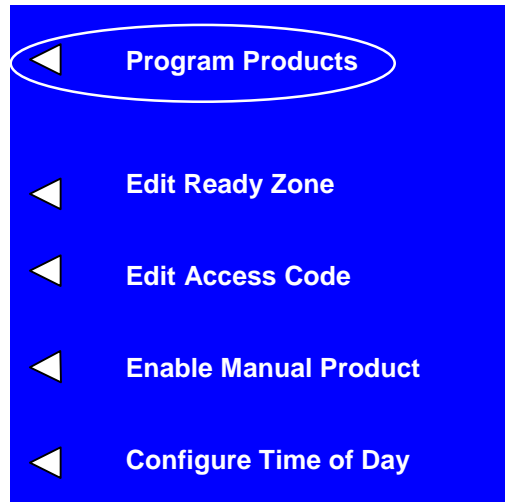 Program Products
Edit Ready Zone
Edit Access Code
Enable Manual Product
Configure Time of Day